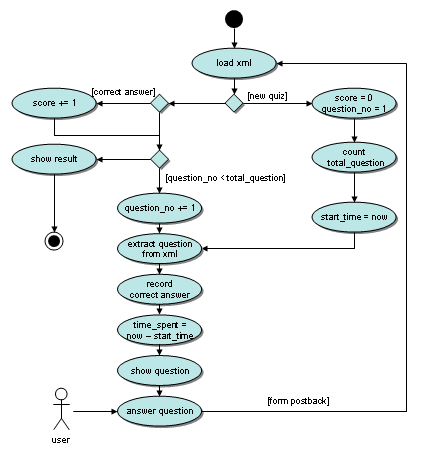 load xml
[correct answer]
[new quiz]
score += 1
score = 0
question_no = 1
show result
count
total_question
[question_no < total_question]
question_no += 1
start_time = now
extract question
from xml
record
correct answer
time_spent =
now – start_time
show question
[form postback]
answer question
user